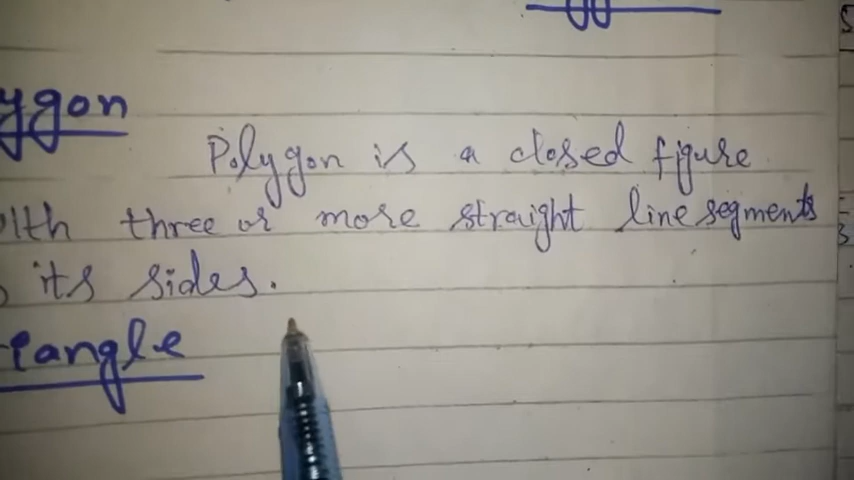 ygon
Polygon is a closed figure
with three or more straight line segments
its sides.
iangle